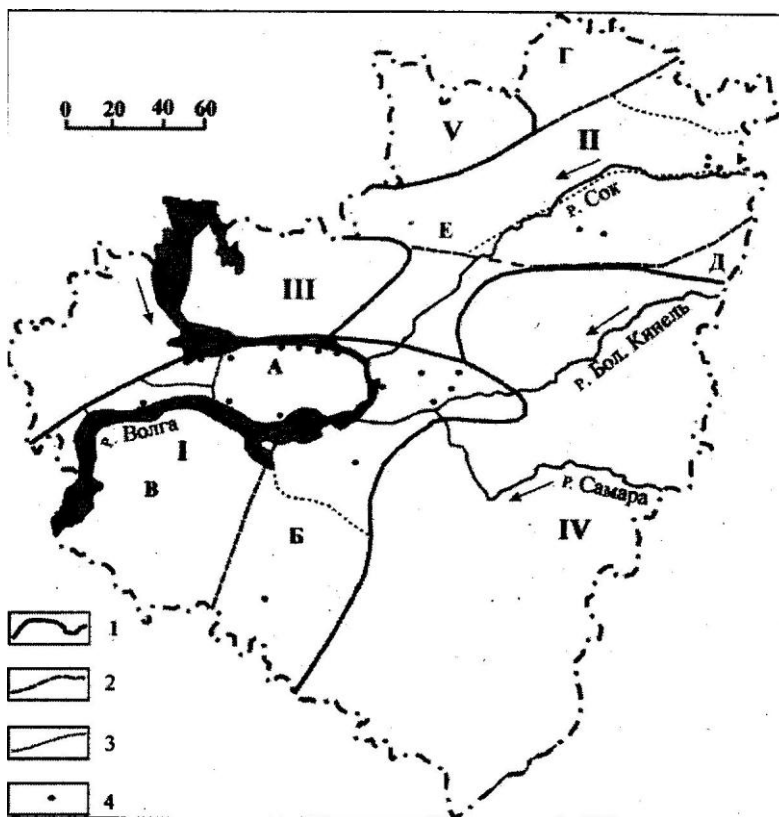 Г
0 20 40 60
V
II
р. Сок
Е
Д
III
р. Бол. Кинель
А
р. Волга
I
р. Самара
В
IV
Б
1
2
3
4